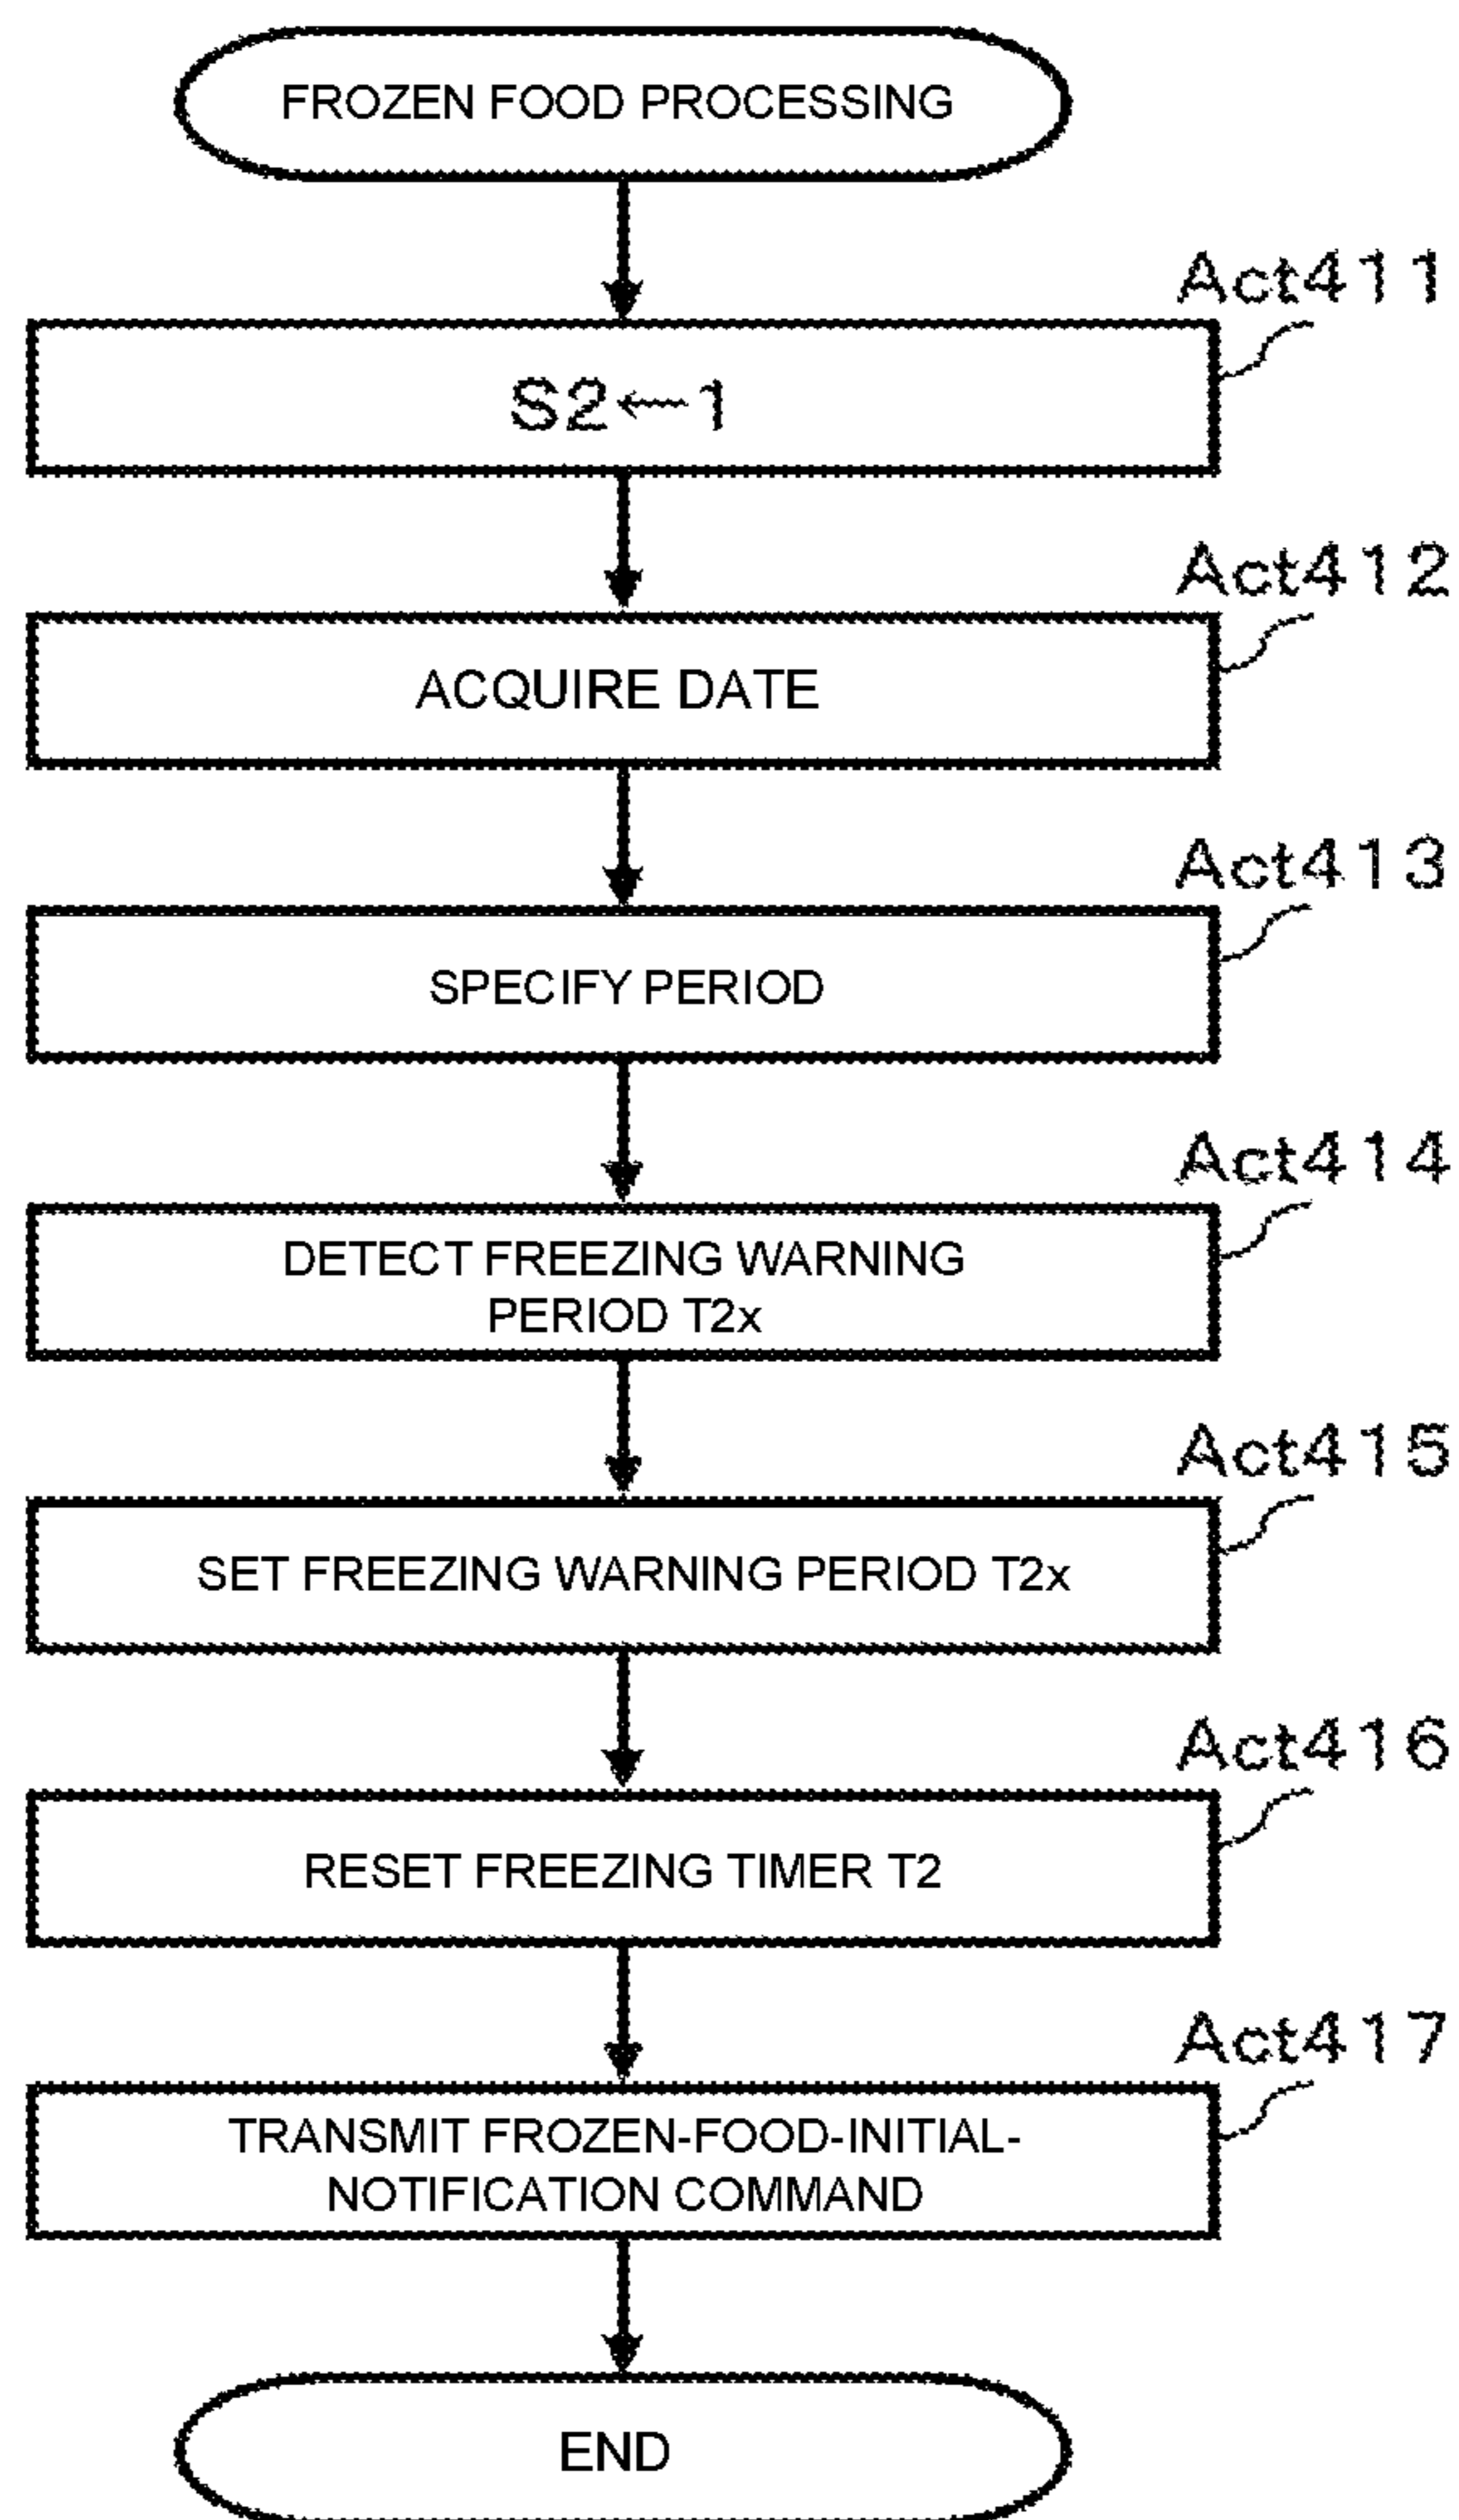 FROZEN FOOD PROCESSING
Act411
S2←1
Act412
ACQUIRE DATE
Act413
SPECIFY PERIOD
Act414
DETECT FREEZING WARNING
PERIOD T2x
Act415
SET FREEZING WARNING PERIOD T2x
Act416
RESET FREEZING TIMER T2
Act417
TRANSMIT FROZEN-FOOD-INITIAL-
NOTIFICATION COMMAND
END